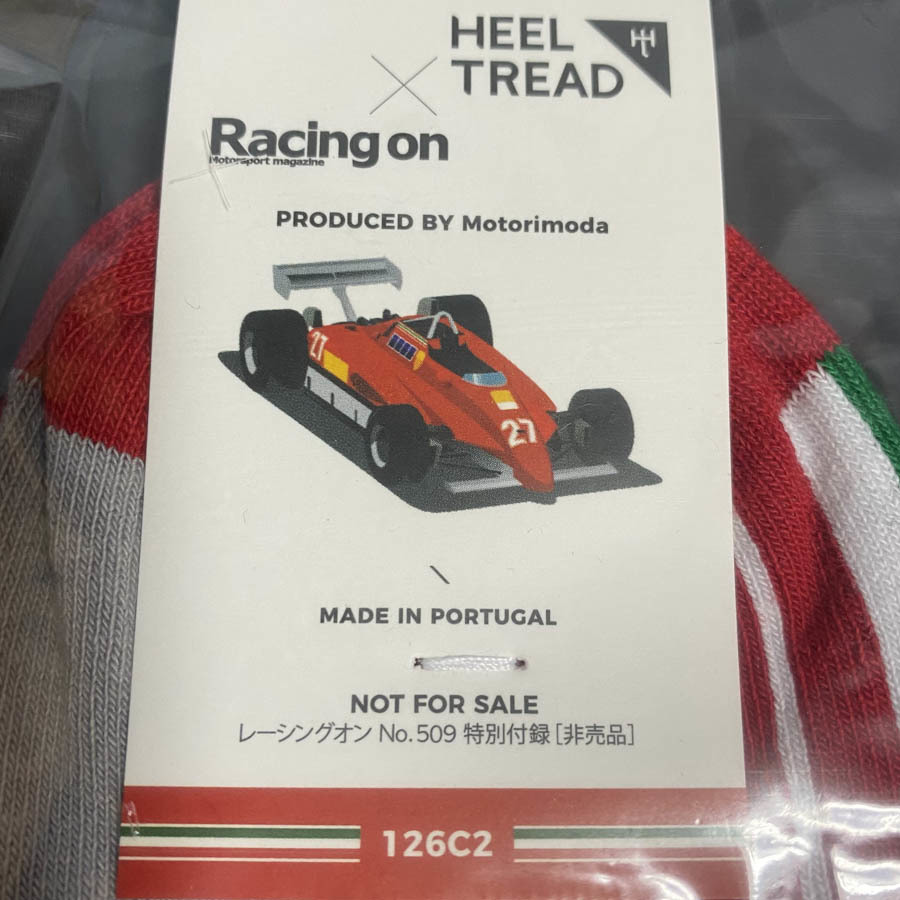 HEEL
TREAD
Racing on
Motorsport magazine
PRODUCED BY Motorimoda
27
27
MADE IN PORTUGAL
NOT FOR SALE
レーシングオン No.509 特別付録［非売品］
126C2